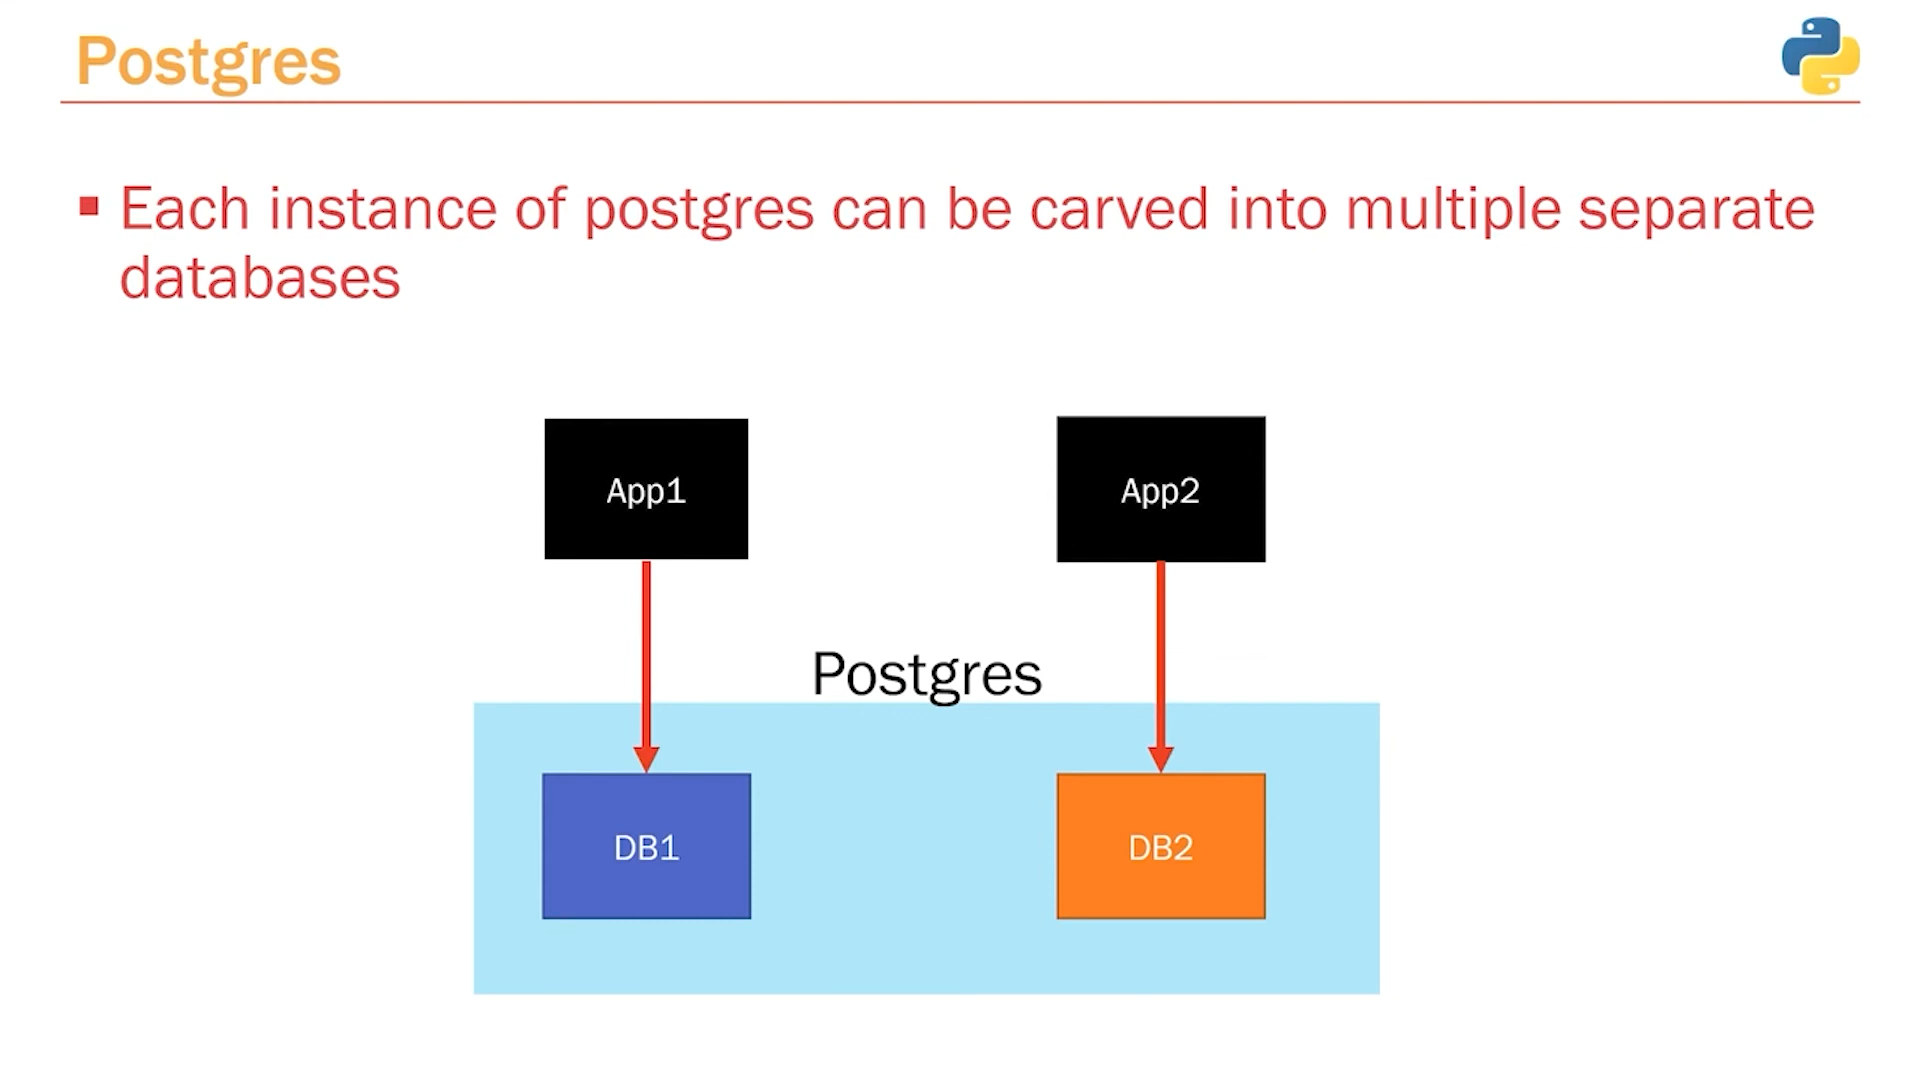 Postgres
▪ Each instance of postgres can be carved into multiple separate
databases
App1
App2
Postgres
DB1
DB2